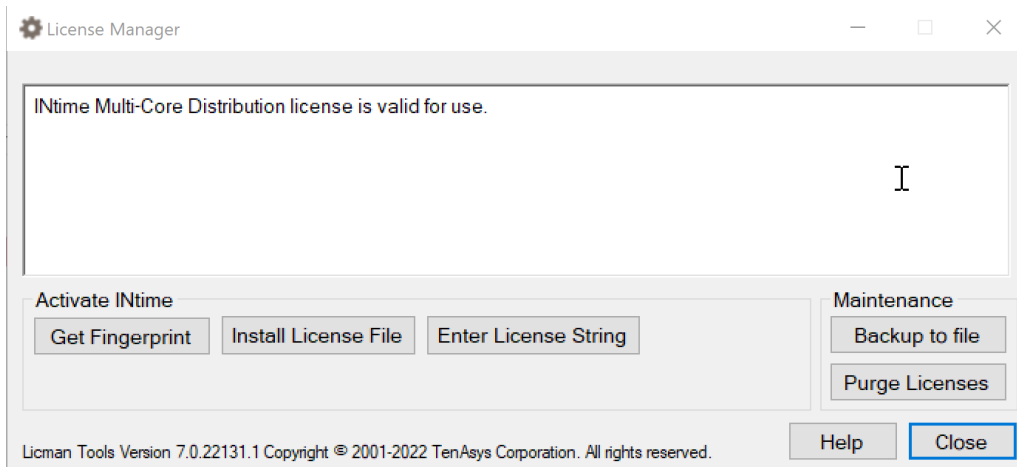 License Manager
INtime Multi-Core Distribution license is valid for use.
Activate INtime
Get Fingerprint
Install License File
Enter License String
Maintenance
Backup to file
Purge Licenses
Licman Tools Version 7.0.22131.1 Copyright © 2001-2022 TenAsys Corporation. All rights reserved.
Help
Close